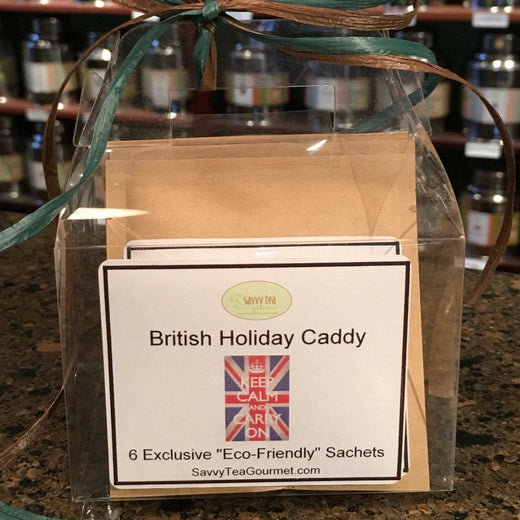 savvy tea
British Holiday Caddy
KEEP
CALM
AND
CARRY
ON
6 Exclusive "Eco-Friendly" Sachets
SavvyTeaGourmet.com